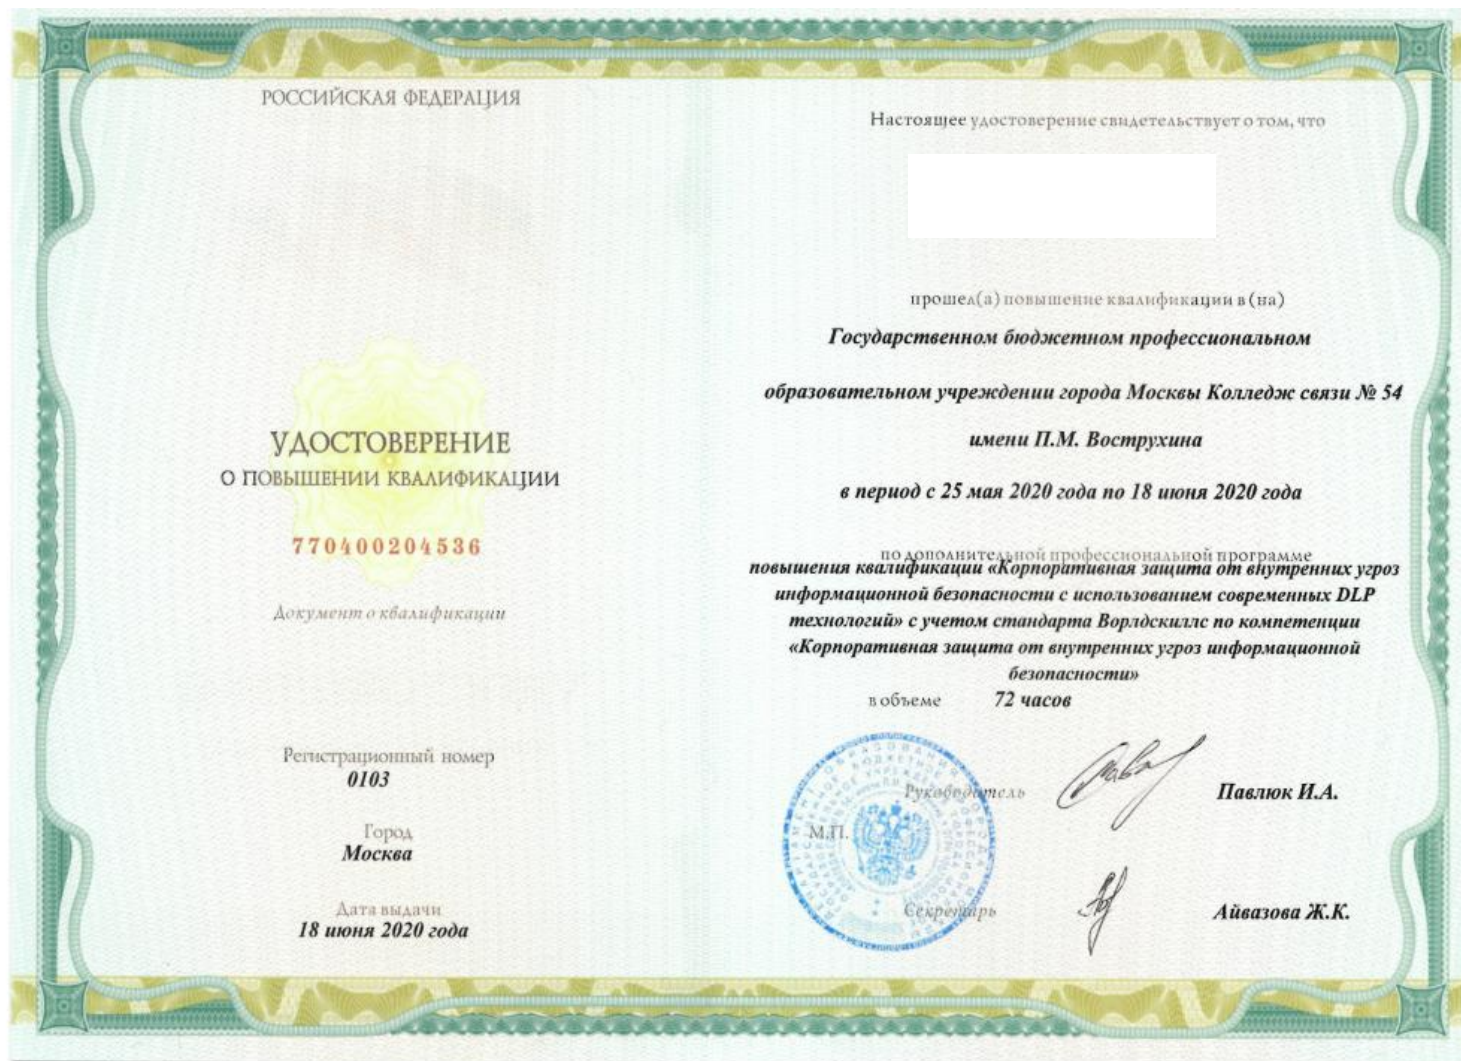 РОССИЙСКАЯ ФЕДЕРАЦИЯ
УДОСТОВЕРЕНИЕ
О ПОВЫШЕНИИ КВАЛИФИКАЦИИ
770400204536
Документ о квалификации
Регистрационный номер
0103
Город
Москва
Дата выдачи
18 июня 2020 года
Настоящее удостоверение свидетельствует о том, что
прошел(а) повышение квалификации в (на)
Государственном бюджетном профессиональном
образовательном учреждении города Москвы Колледж связи № 54
имени П.М. Вострухина
в период с 25 мая 2020 года по 18 июня 2020 года
по дополнительной профессиональной программе
повышения квалификации «Корпоративная защита от внутренних угроз
информационной безопасности с использованием современных DLP
технологий» с учетом стандарта Ворлдскиллс по компетенции
«Корпоративная защита от внутренних угроз информационной
безопасности»
в объеме 72 часов
Руководитель Павлюк И.А.
М.П.
Секретарь Айвазова Ж.К.